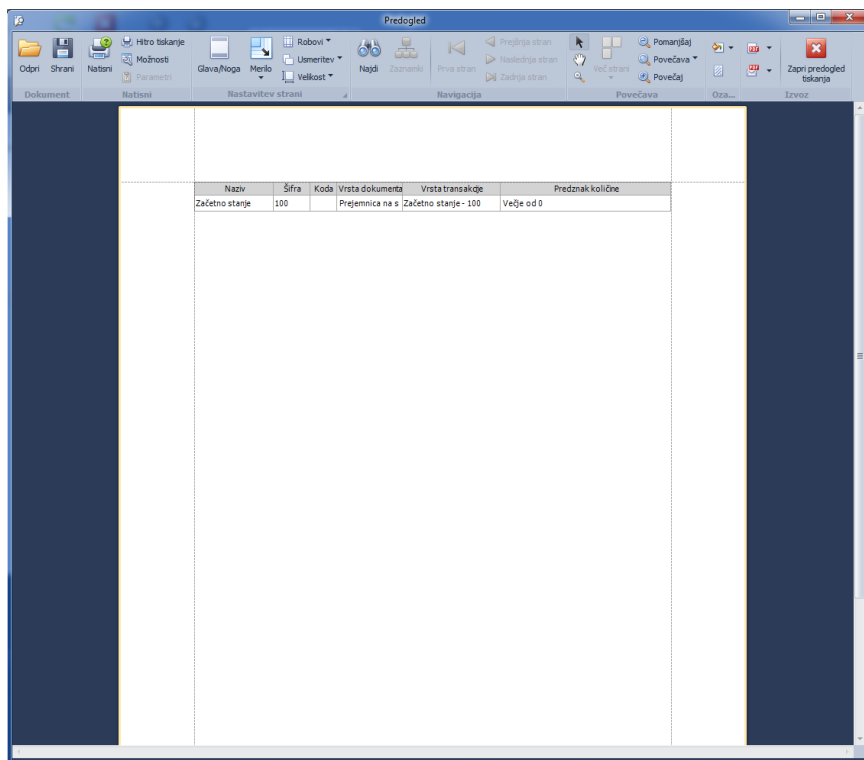 Predogled
Odpri
Shrani
Natisni
Hitro tiskanje
Možnosti
Parametri
Glava/Noga
Merilo
Robovi
Usmeritev
Velikost
Najdi
Zaznamki
Prva stran
Prejšnja stran
Naslednja stran
Zadnja stran
Več strani
Pomanjšaj
Povečava
Povečaj
Zapri predogled
tiskanja
Dokument
Natisni
Nastavitev strani
Navigacija
Povečava
Oza...
Izvoz
Naziv Šifra Koda Vrsta dokumenta Vrsta transakcije Predznak količine
Začetno stanje 100 Prejemnica na s Začetno stanje - 100 Večje od 0